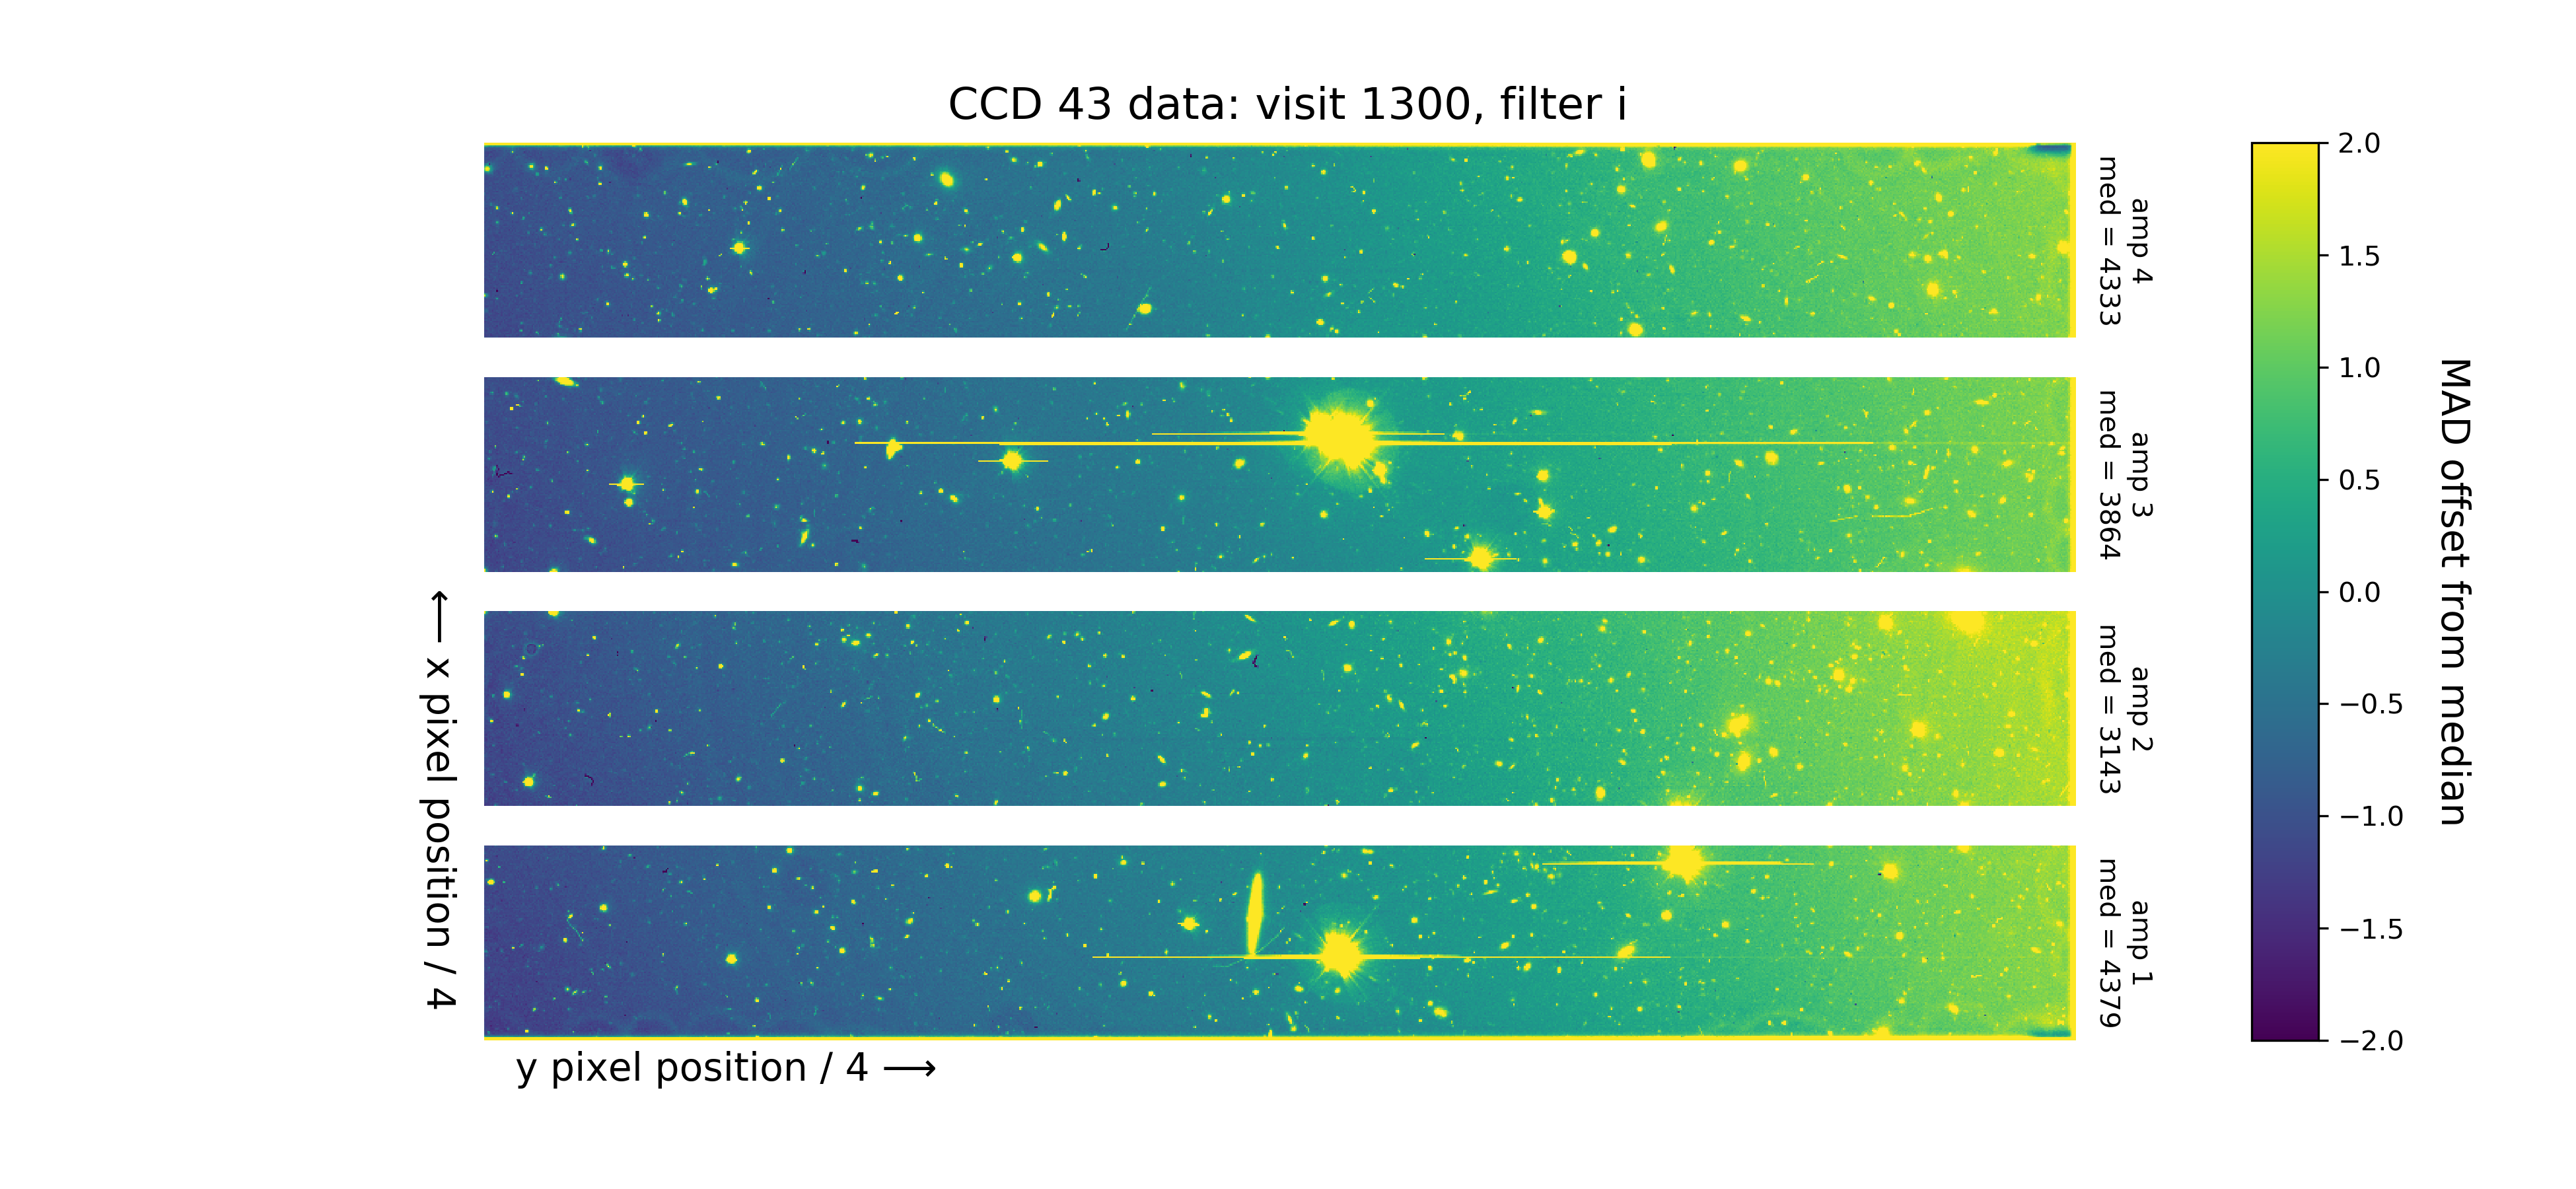 CCD 43 data: visit 1300, filter i
amp 4
med = 4333
amp 3
med = 3864
amp 2
med = 3143
amp 1
med = 4379
⟵ x pixel position / 4
y pixel position / 4 ⟶
2.0
1.5
1.0
0.5
0.0
−0.5
−1.0
−1.5
−2.0
MAD offset from median